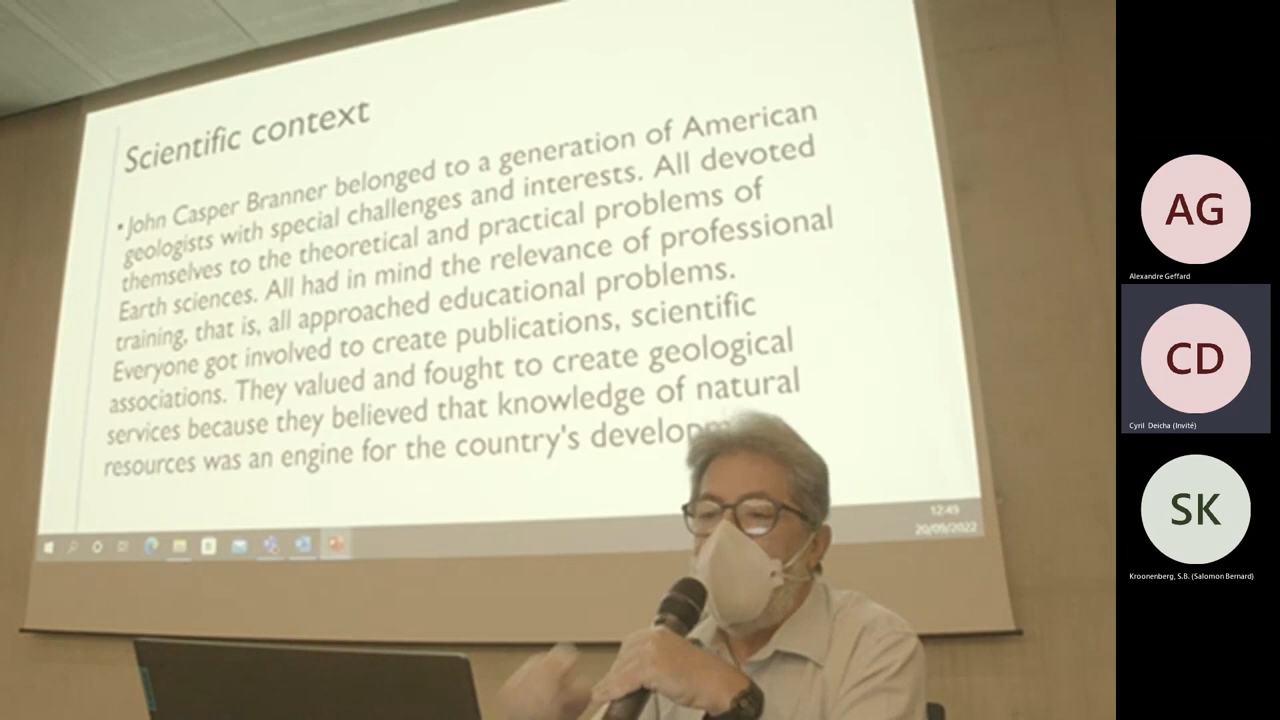 Scientific context
• John Casper Branner belonged to a generation of American
geologists with special challenges and interests. All devoted
themselves to the theoretical and practical problems of
Earth sciences. All had in mind the relevance of professional
training, that is, all approached educational problems.
Everyone got involved to create publications, scientific
associations. They valued and fought to create geological
services because they believed that knowledge of natural
resources was an engine for the country's developm
12:49
20/09/2022
AG
Alexandre Geffard
CD
Cyril Deicha (Invité)
SK
Kroonenberg, S.B. (Salomon Bernard)